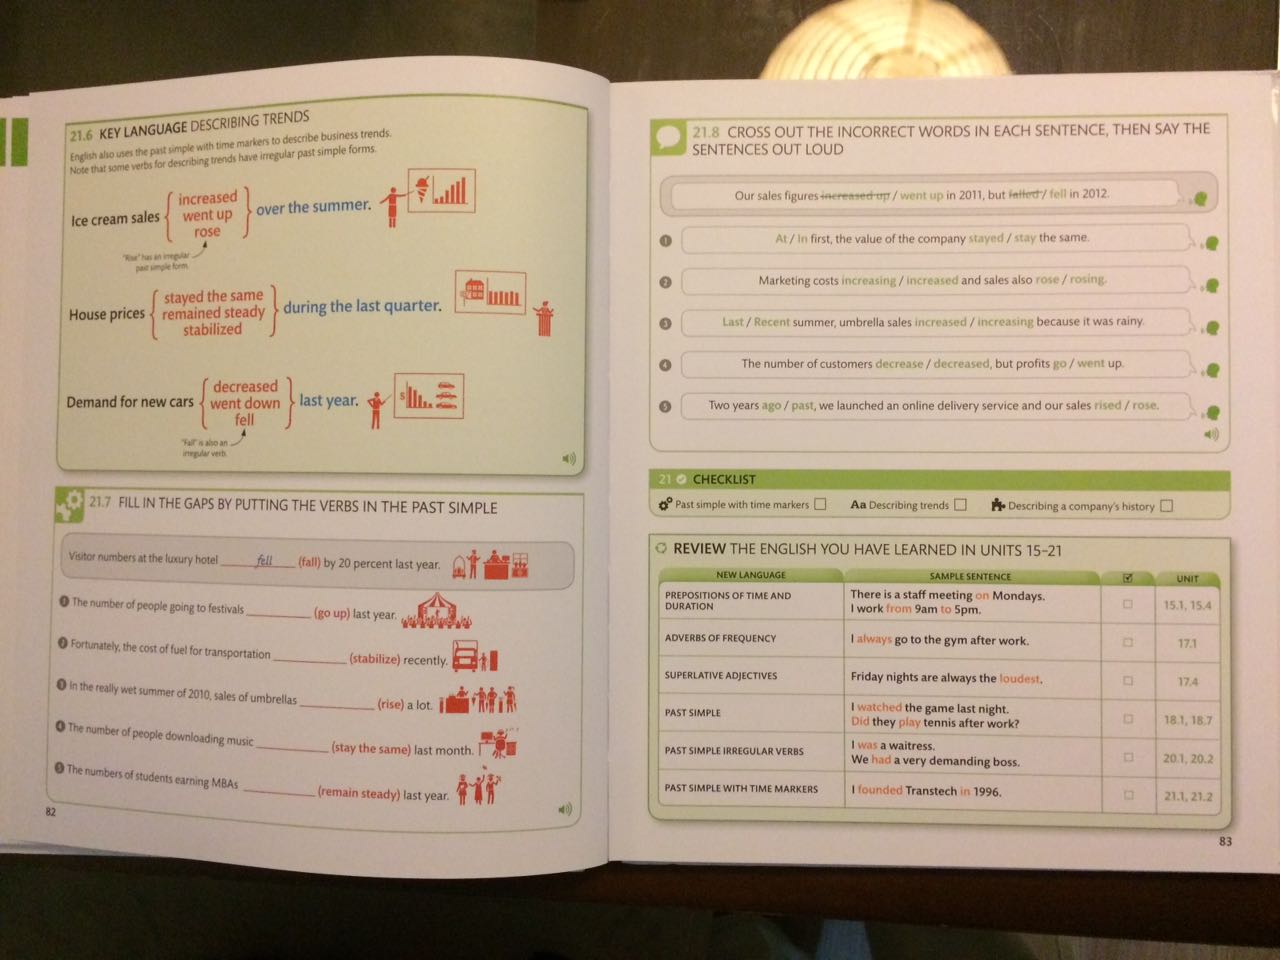 21.6 KEY LANGUAGE DESCRIBING TRENDS
English also uses the past simple with time markers to describe business trends.
Note that some verbs for describing trends have irregular past simple forms.
Ice cream sales
increased
went up
rose
over the summer.
"Rise" has an irregular
past simple form.
House prices
stayed the same
remained steady
stabilized
during the last quarter.
Demand for new cars
decreased
went down
fell
last year.
$
"Fall" is also an
irregular verb.
21.7 FILL IN THE GAPS BY PUTTING THE VERBS IN THE PAST SIMPLE
Visitor numbers at the luxury hotel fell (fall) by 20 percent last year.
1 The number of people going to festivals ________ (go up) last year.
2 Fortunately, the cost of fuel for transportation ________ (stabilize) recently.
3 In the really wet summer of 2010, sales of umbrellas ________ (rise) a lot.
4 The number of people downloading music ________ (stay the same) last month.
5 The numbers of students earning MBAs ________ (remain steady) last year.
82
21.8 CROSS OUT THE INCORRECT WORDS IN EACH SENTENCE, THEN SAY THE
SENTENCES OUT LOUD
Our sales figures increased up / went up in 2011, but falled / fell in 2012.
1 At / In first, the value of the company stayed / stay the same.
2 Marketing costs increasing / increased and sales also rose / rosing.
3 Last / Recent summer, umbrella sales increased / increasing because it was rainy.
4 The number of customers decrease / decreased, but profits go / went up.
5 Two years ago / past, we launched an online delivery service and our sales rised / rose.
21 CHECKLIST
Past simple with time markers Aa Describing trends Describing a company's history
REVIEW THE ENGLISH YOU HAVE LEARNED IN UNITS 15–21
NEW LANGUAGE SAMPLE SENTENCE UNIT
PREPOSITIONS OF TIME AND
DURATION
There is a staff meeting on Mondays.
I work from 9am to 5pm.
15.1, 15.4
ADVERBS OF FREQUENCY I always go to the gym after work. 17.1
SUPERLATIVE ADJECTIVES Friday nights are always the loudest. 17.4
PAST SIMPLE
I watched the game last night.
Did they play tennis after work?
18.1, 18.7
PAST SIMPLE IRREGULAR VERBS
I was a waitress.
We had a very demanding boss.
20.1, 20.2
PAST SIMPLE WITH TIME MARKERS I founded Transtech in 1996. 21.1, 21.2
83